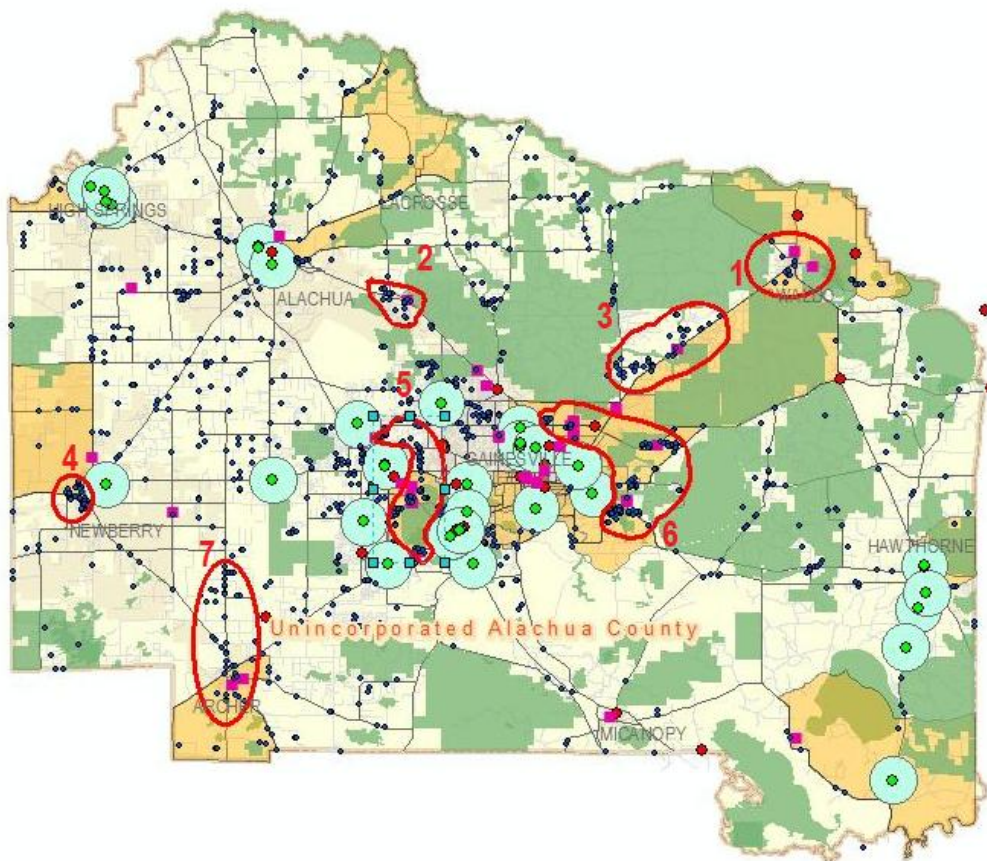 LACROSSE
HIGH SPRINGS
2
1
ALACHUA
WALDO
3
5
4
GAINESVILLE
NEWBERRY
6
HAWTHORNE
7
Unincorporated Alachua County
ARCHER
MICANOPY